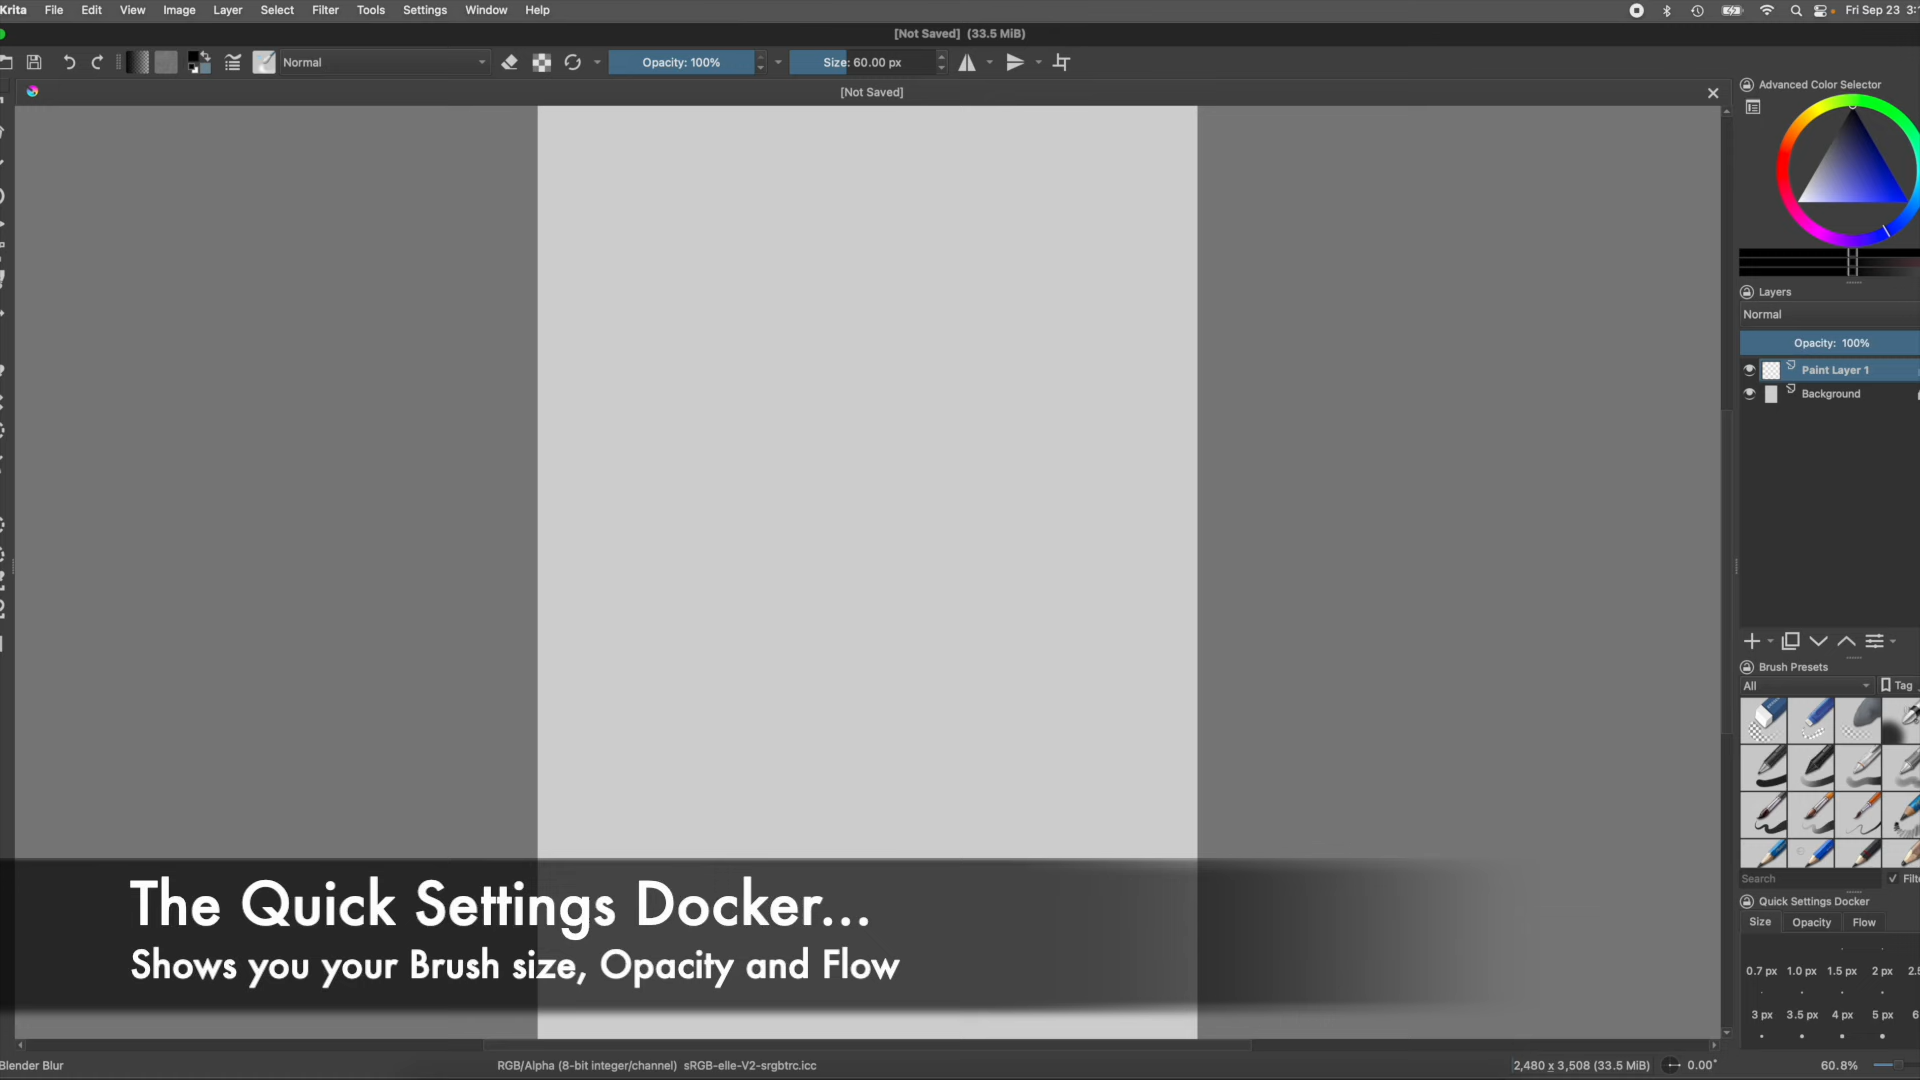 Krita File Edit View Image Layer Select Filter Tools Settings Window Help Fri Sep 23
[Not Saved] (33.5 MiB)
Normal Opacity: 100% Size: 60.00 px
[Not Saved]
Advanced Color Selector
Layers
Normal
Opacity: 100%
Paint Layer 1
Background
Brush Presets
All Tag
Search
Quick Settings Docker
Size Opacity Flow
0.7 px 1.0 px 1.5 px 2 px
3 px 3.5 px 4 px 5 px
The Quick Settings Docker...
Shows you your Brush size, Opacity and Flow
Blender Blur RGB/Alpha (8-bit integer/channel) sRGB-elle-V2-srgbtrc.icc 2,480 x 3,508 (33.5 MiB) 0.00° 60.8%